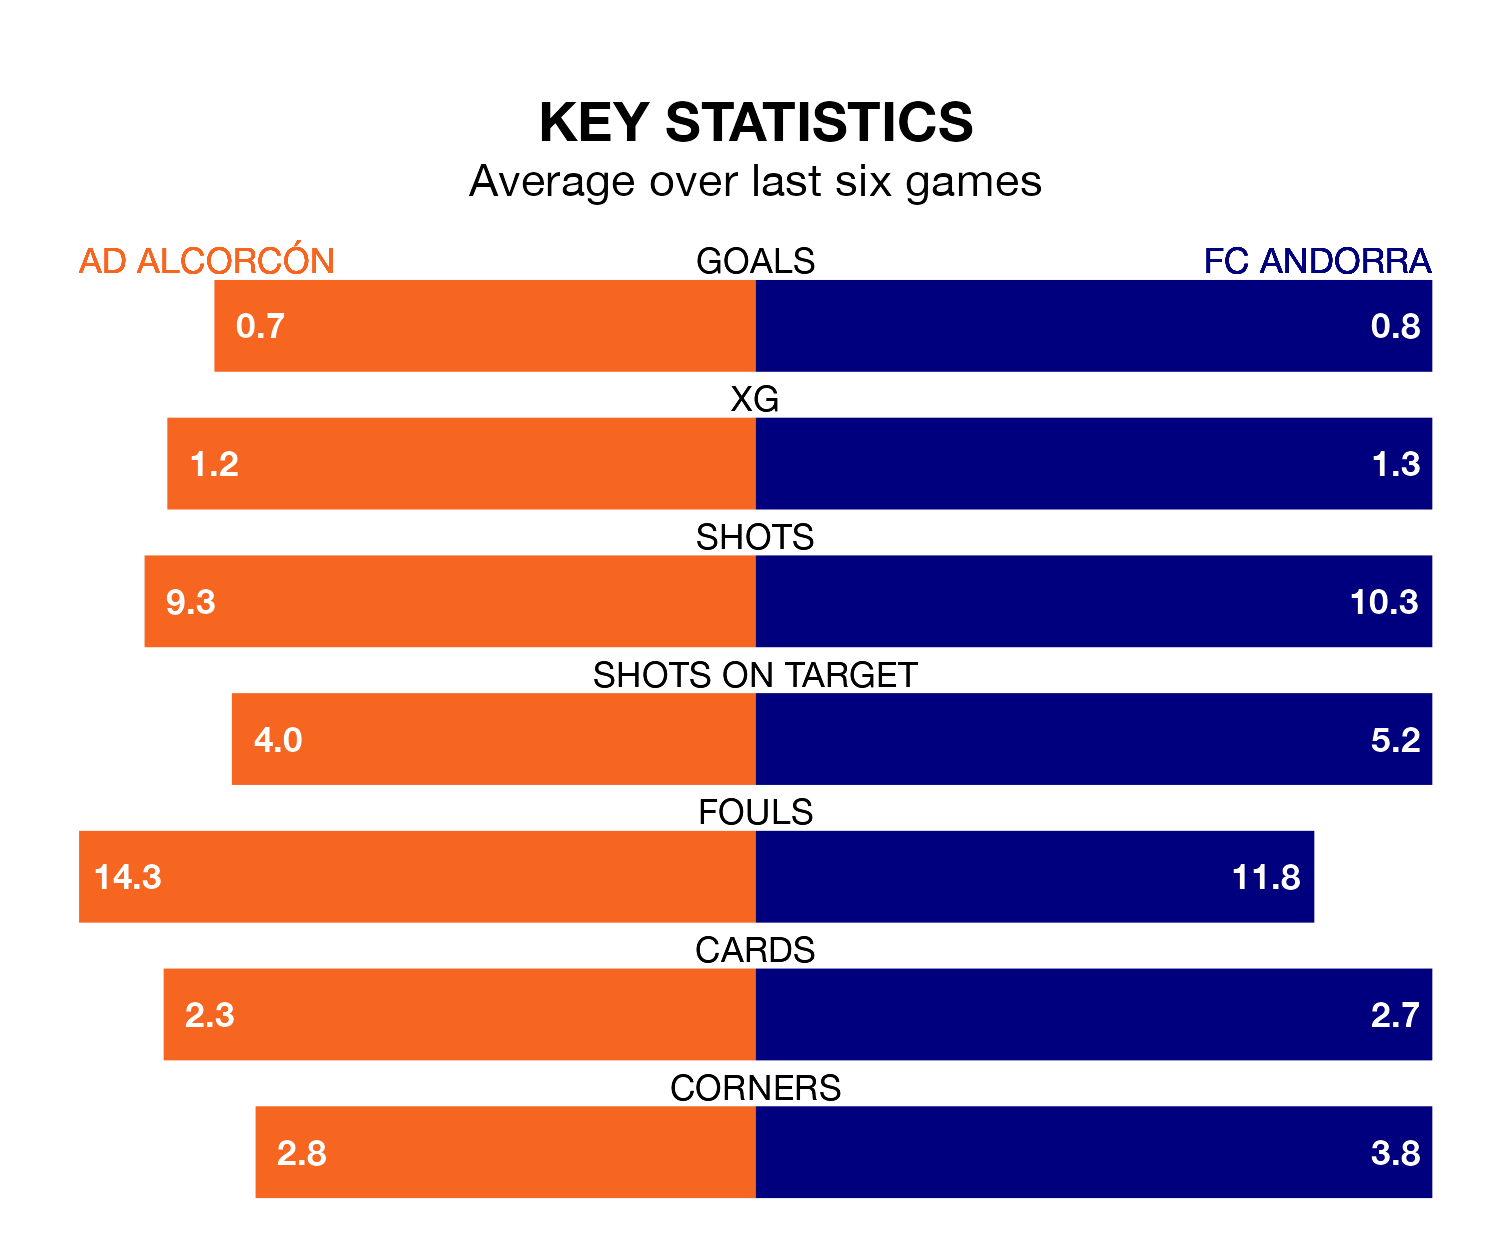 KEY STATISTICS
Average over last six games
AD ALCORCÓN GOALS FC ANDORRA
0.7 0.8
XG
1.2 1.3
SHOTS
9.3 10.3
SHOTS ON TARGET
4.0 5.2
FOULS
14.3 11.8
CARDS
2.3 2.7
CORNERS
2.8 3.8